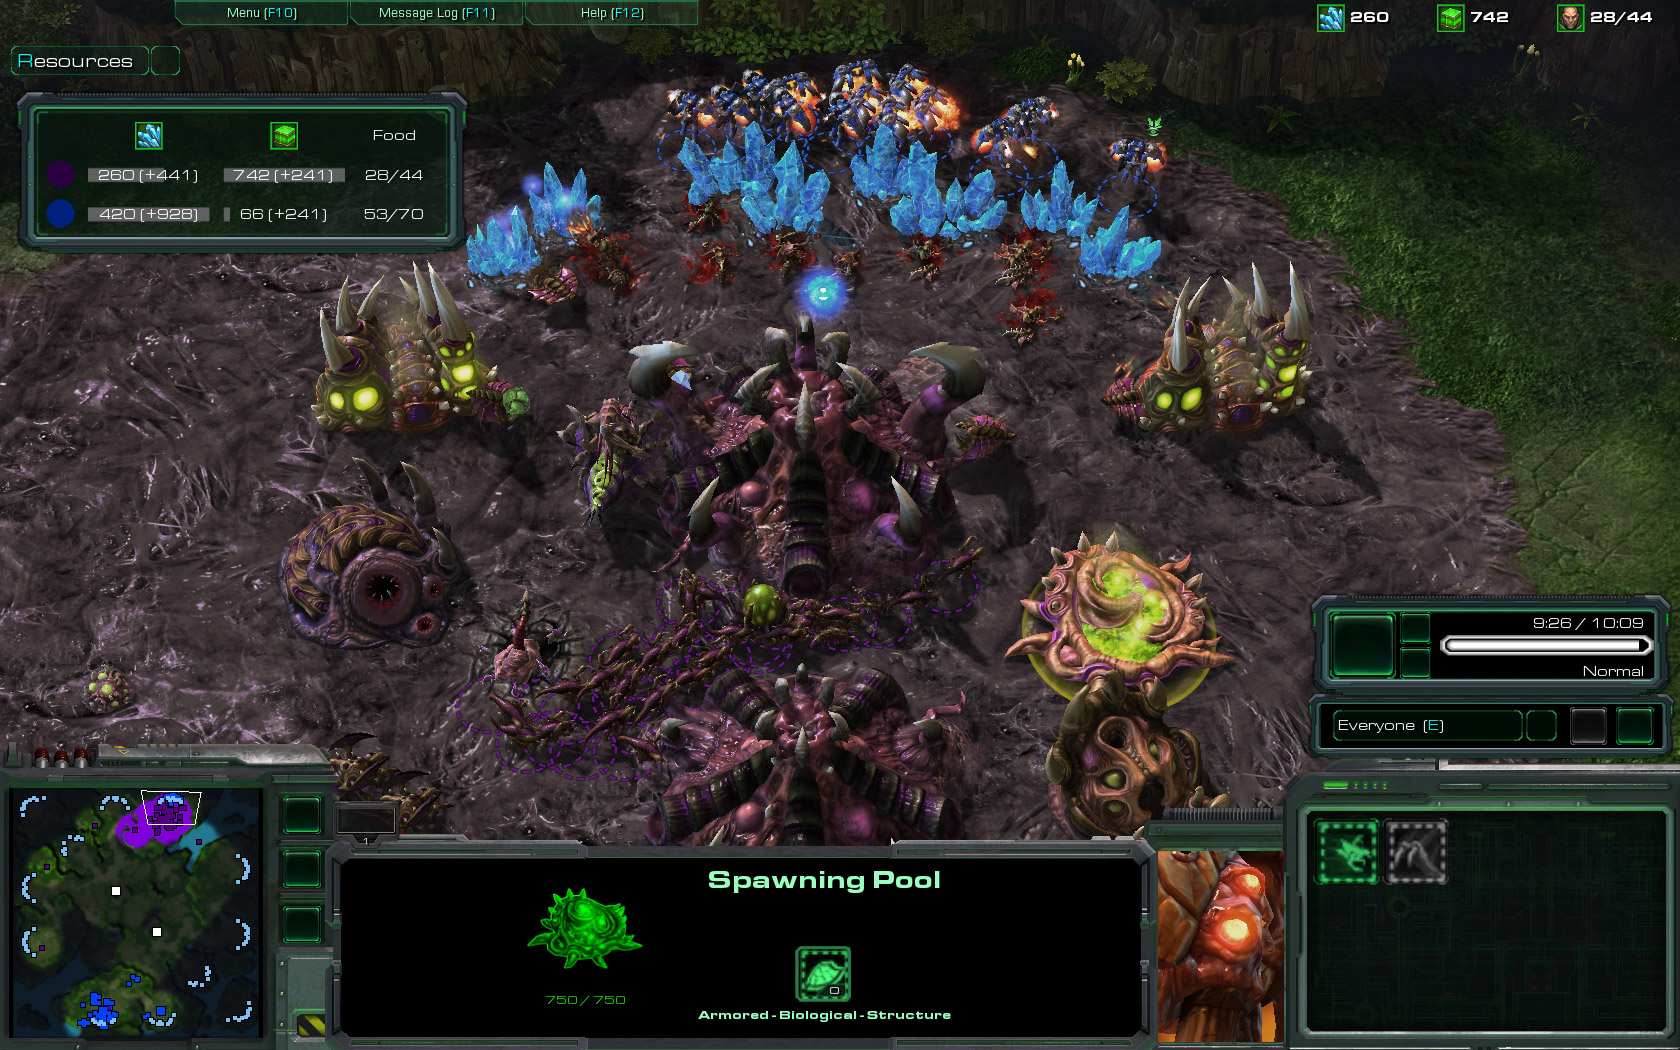 Menu (F10)
Message Log (F11)
Help (F12)
260
742
28/44
Resources
Food
260 (+441)
742 (+241)
28/44
420 (+928)
66 (+241)
53/70
9:26 / 10:09
Normal
Everyone (E)
1
Spawning Pool
750/750
0
Armored-Biological-Structure